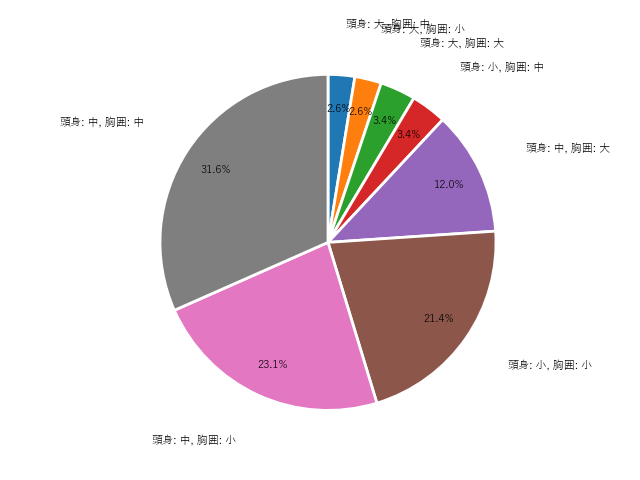 頭身: 大, 胸囲: 中
頭身: 大, 胸囲: 小
頭身: 大, 胸囲: 大
頭身: 小, 胸囲: 中
頭身: 中, 胸囲: 大
頭身: 小, 胸囲: 小
頭身: 中, 胸囲: 小
頭身: 中, 胸囲: 中
2.6%
2.6%
3.4%
3.4%
12.0%
21.4%
23.1%
31.6%